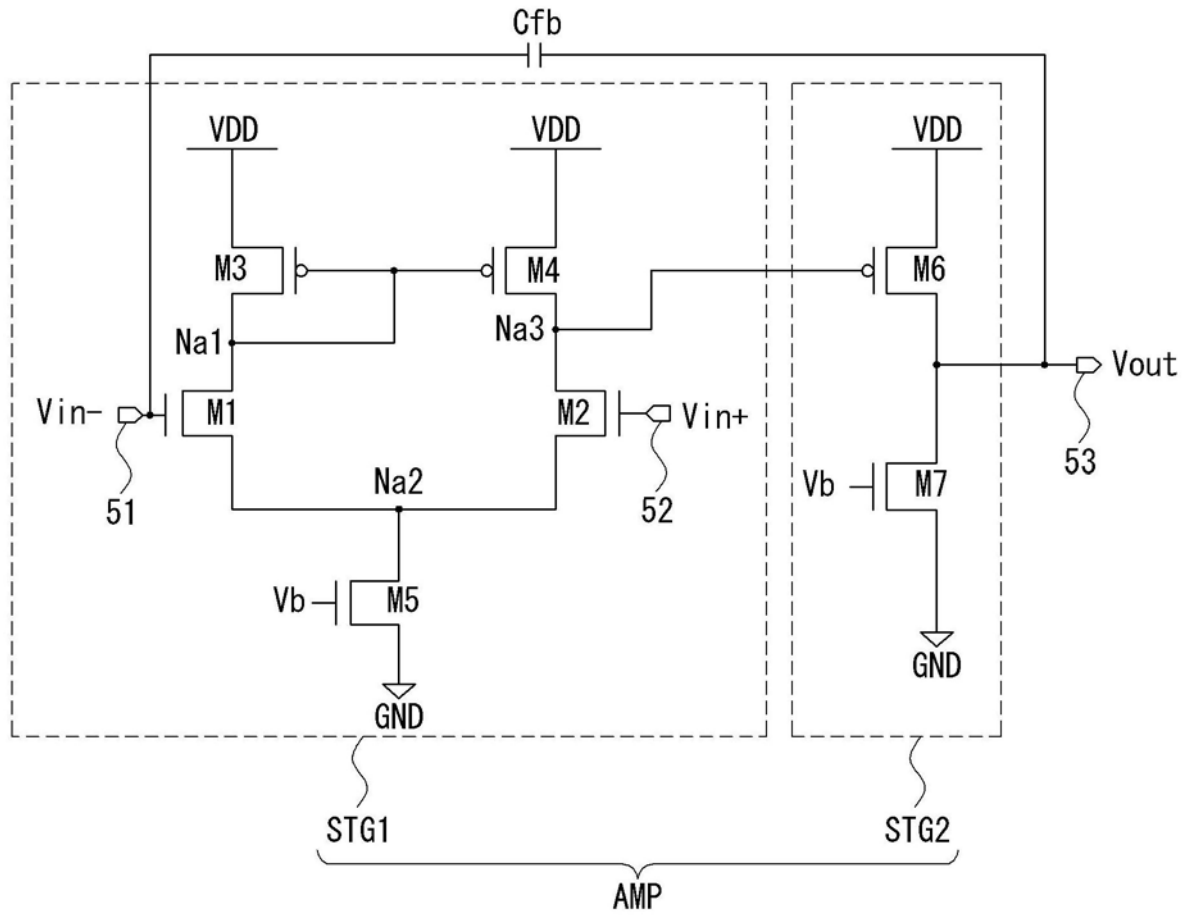 Cfb
VDD
VDD
VDD
M3
M4
M6
Na1
Na3
Vin-
M1
M2
Vin+
Vout
51
Na2
52
Vb
M7
53
Vb
M5
GND
GND
STG1
STG2
AMP